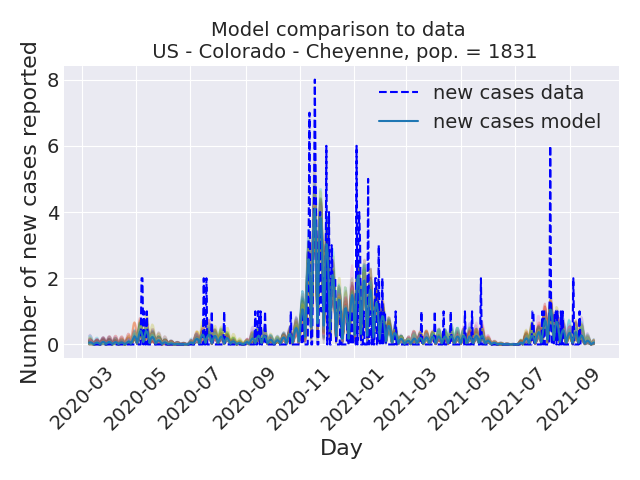 Model comparison to data
US - Colorado - Cheyenne, pop. = 1831
Number of new cases reported
8
6
4
2
0
new cases data
new cases model
2020-03
2020-05
2020-07
2020-09
2020-11
2021-01
2021-03
2021-05
2021-07
2021-09
Day